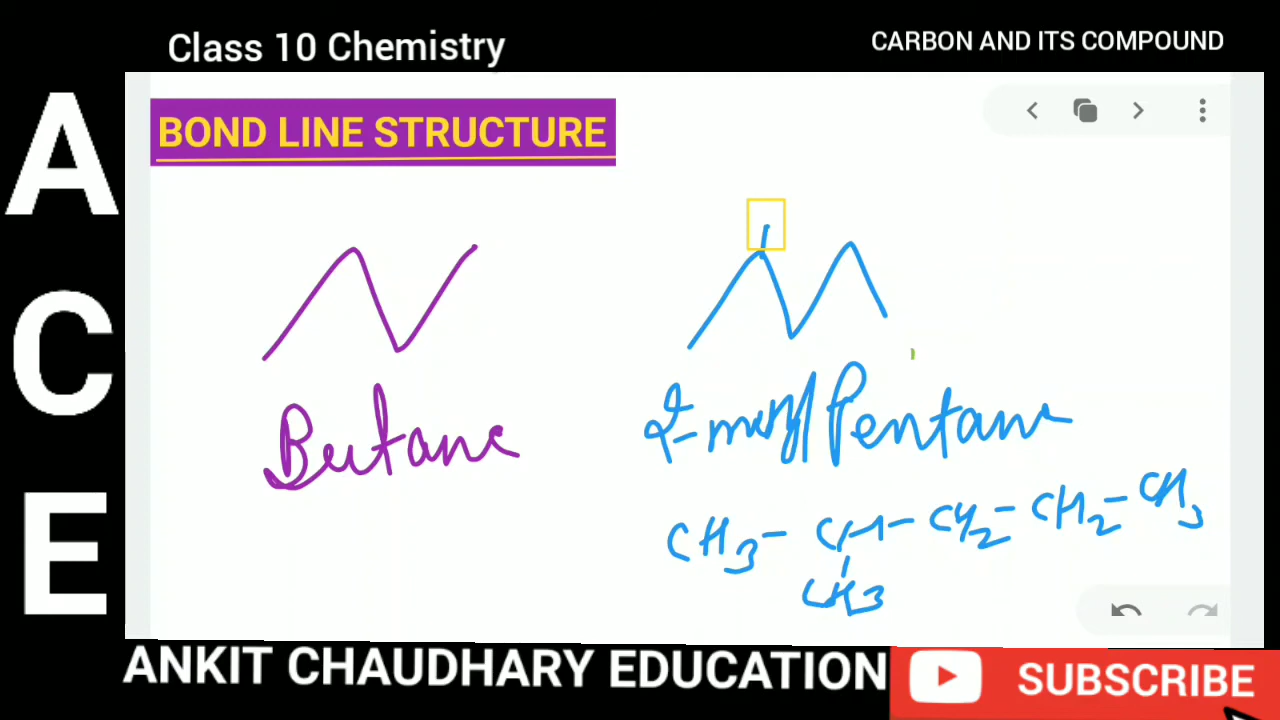 Class 10 Chemistry
CARBON AND ITS COMPOUND
A
C
E
BOND LINE STRUCTURE
Butane
2-methyl Pentane
CH3-CH-CH2-CH2-CH3
CH3
ANKIT CHAUDHARY EDUCATION
SUBSCRIBE